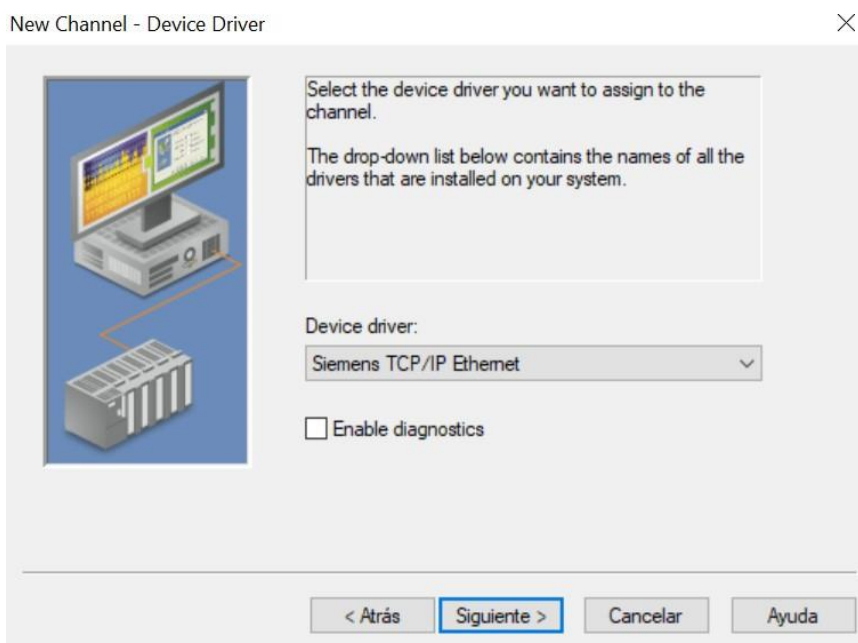 New Channel - Device Driver
Select the device driver you want to assign to the
channel.
The drop-down list below contains the names of all the
drivers that are installed on your system.
Device driver:
Siemens TCP/IP Ethernet
Enable diagnostics
< Atrás Siguiente > Cancelar Ayuda